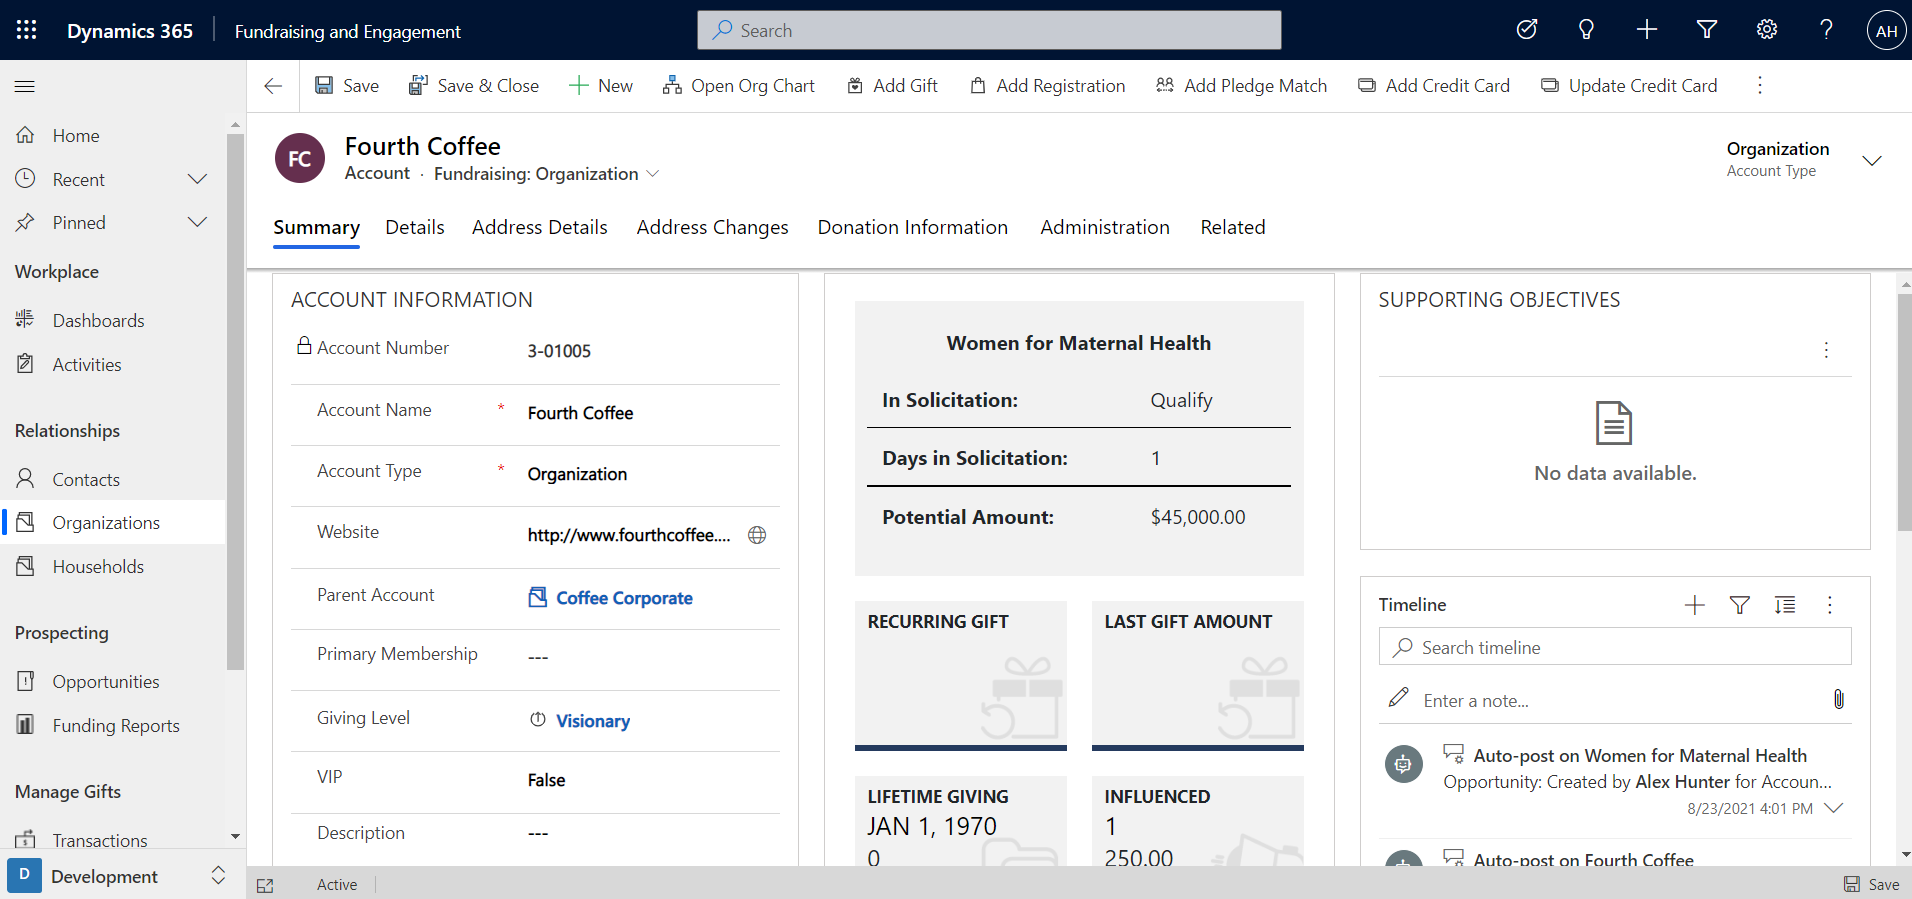 Dynamics 365
Fundraising and Engagement
Search
AH
Save
Save & Close
New
Open Org Chart
Add Gift
Add Registration
Add Pledge Match
Add Credit Card
Update Credit Card
Home
Recent
Pinned
Workplace
Dashboards
Activities
Relationships
Contacts
Organizations
Households
Prospecting
Opportunities
Funding Reports
Manage Gifts
Transactions
D
Development
FC
Fourth Coffee
Account · Fundraising: Organization
Organization
Account Type
Summary
Details
Address Details
Address Changes
Donation Information
Administration
Related
ACCOUNT INFORMATION
Account Number 3-01005
Account Name * Fourth Coffee
Account Type * Organization
Website http://www.fourthcoffee....
Parent Account Coffee Corporate
Primary Membership ---
Giving Level Visionary
VIP False
Description ---
Women for Maternal Health
In Solicitation: Qualify
Days in Solicitation: 1
Potential Amount: $45,000.00
RECURRING GIFT
LAST GIFT AMOUNT
LIFETIME GIVING
JAN 1, 1970
0
INFLUENCED
1
250.00
SUPPORTING OBJECTIVES
No data available.
Timeline
Search timeline
Enter a note...
Auto-post on Women for Maternal Health
Opportunity: Created by Alex Hunter for Accoun...
8/23/2021 4:01 PM
Auto-post on Fourth Coffee
Active
Save